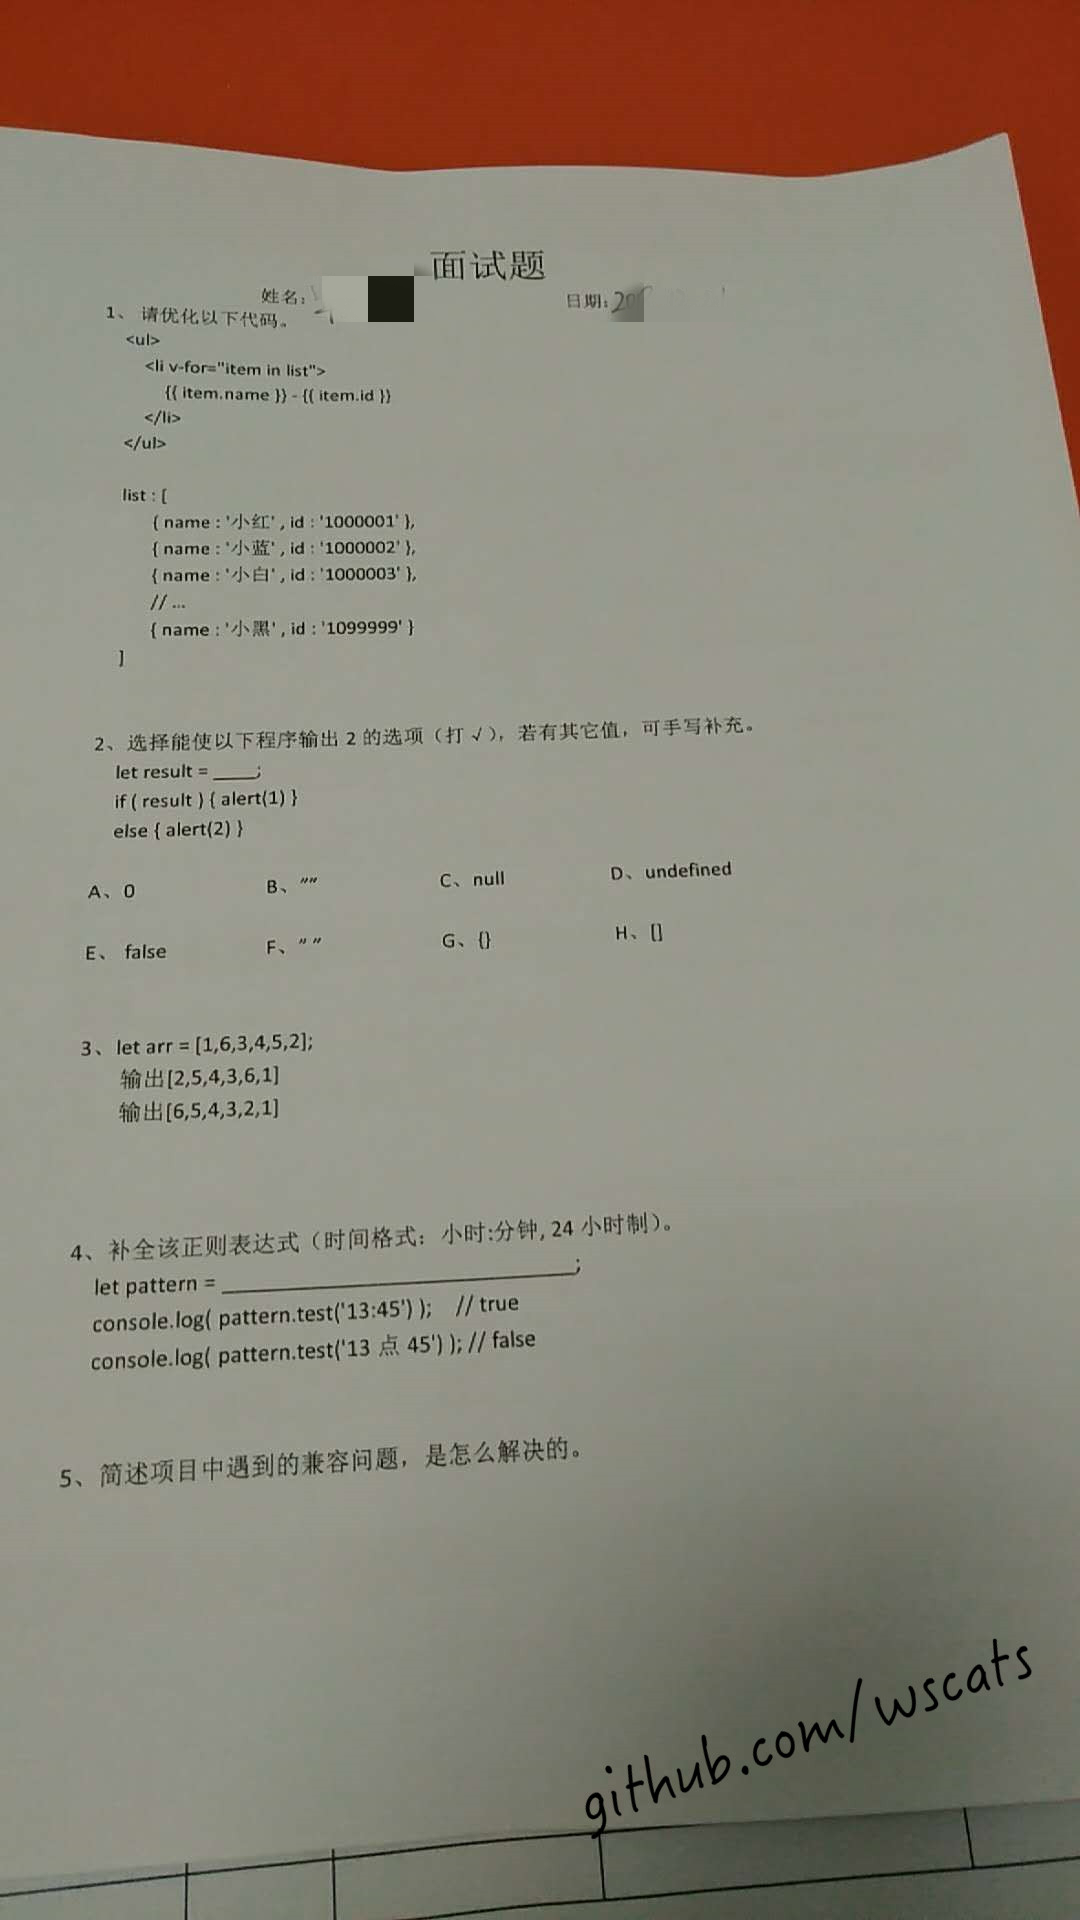 面试题
姓名: 日期:
1、 请优化以下代码。
<ul>
<li v-for="item in list">
{{ item.name }} - {{ item.id }}
</li>
</ul>
list : [
{ name : '小红' , id : '1000001' },
{ name : '小蓝' , id : '1000002' },
{ name : '小白' , id : '1000003' },
// ...
{ name : '小黑' , id : '1099999' }
]
2、选择能使以下程序输出 2 的选项（打 √ ），若有其它值，可手写补充。
let result = ____;
if ( result ) { alert(1) }
else { alert(2) }
A、0 B、"" C、null D、undefined
E、 false F、" " G、{} H、[]
3、let arr = [1,6,3,4,5,2];
输出[2,5,4,3,6,1]
输出[6,5,4,3,2,1]
4、补全该正则表达式（时间格式：小时:分钟, 24 小时制）。
let pattern = ______________________________;
console.log( pattern.test('13:45') ); // true
console.log( pattern.test('13 点 45') ); // false
5、简述项目中遇到的兼容问题，是怎么解决的。
github.com/wscats